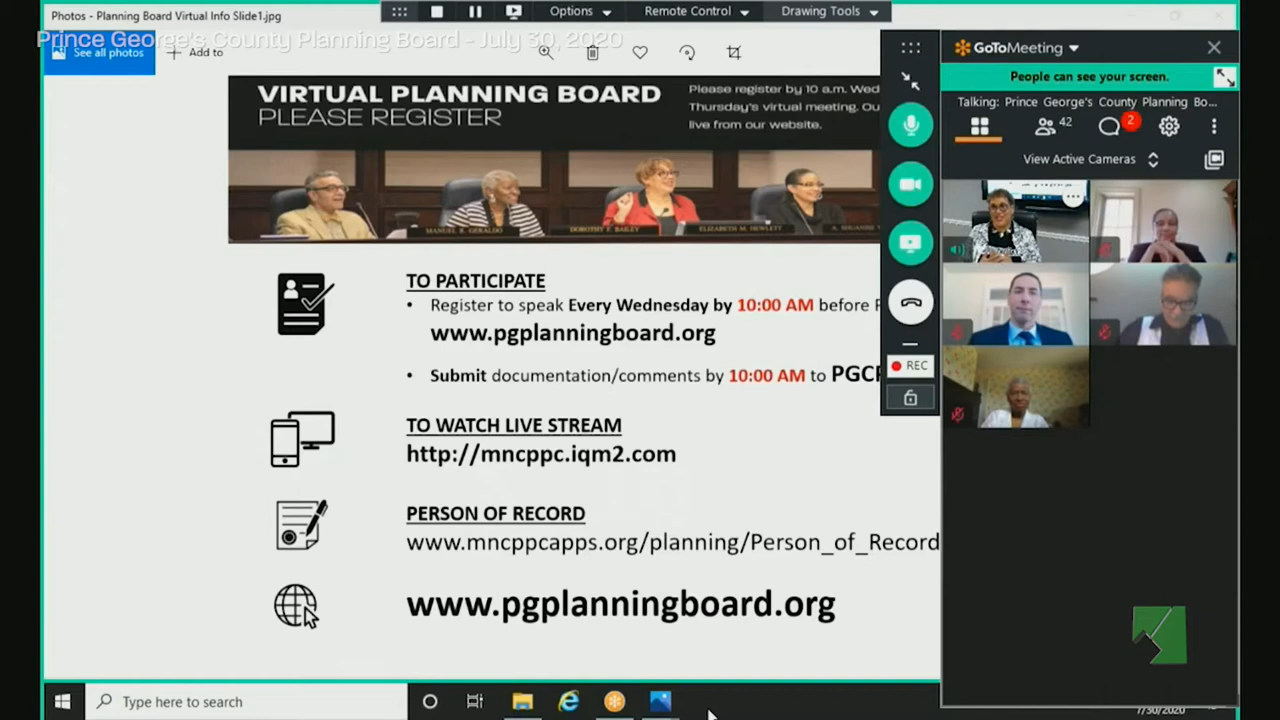 Photos - Planning Board Virtual Info Slide1.jpg
Options
Remote Control
Drawing Tools
Prince George's County Planning Board - July 30, 2020
See all photos
Add to
GoToMeeting
People can see your screen.
Talking: Prince George's County Planning Bo...
42
2
View Active Cameras
VIRTUAL PLANNING BOARD
PLEASE REGISTER
Please register by 10 a.m. Wed
Thursday's virtual meeting. Ou
live from our website.
MANUEL R. GERALDO
DOROTHY F. BAILEY
ELIZABETH M. HEWLETT
TO PARTICIPATE
• Register to speak Every Wednesday by 10:00 AM before
www.pgplanningboard.org
• Submit documentation/comments by 10:00 AM to PGCP
REC
TO WATCH LIVE STREAM
http://mncppc.iqm2.com
PERSON OF RECORD
www.mncppcapps.org/planning/Person_of_Record
www.pgplanningboard.org
Type here to search
7/30/2020